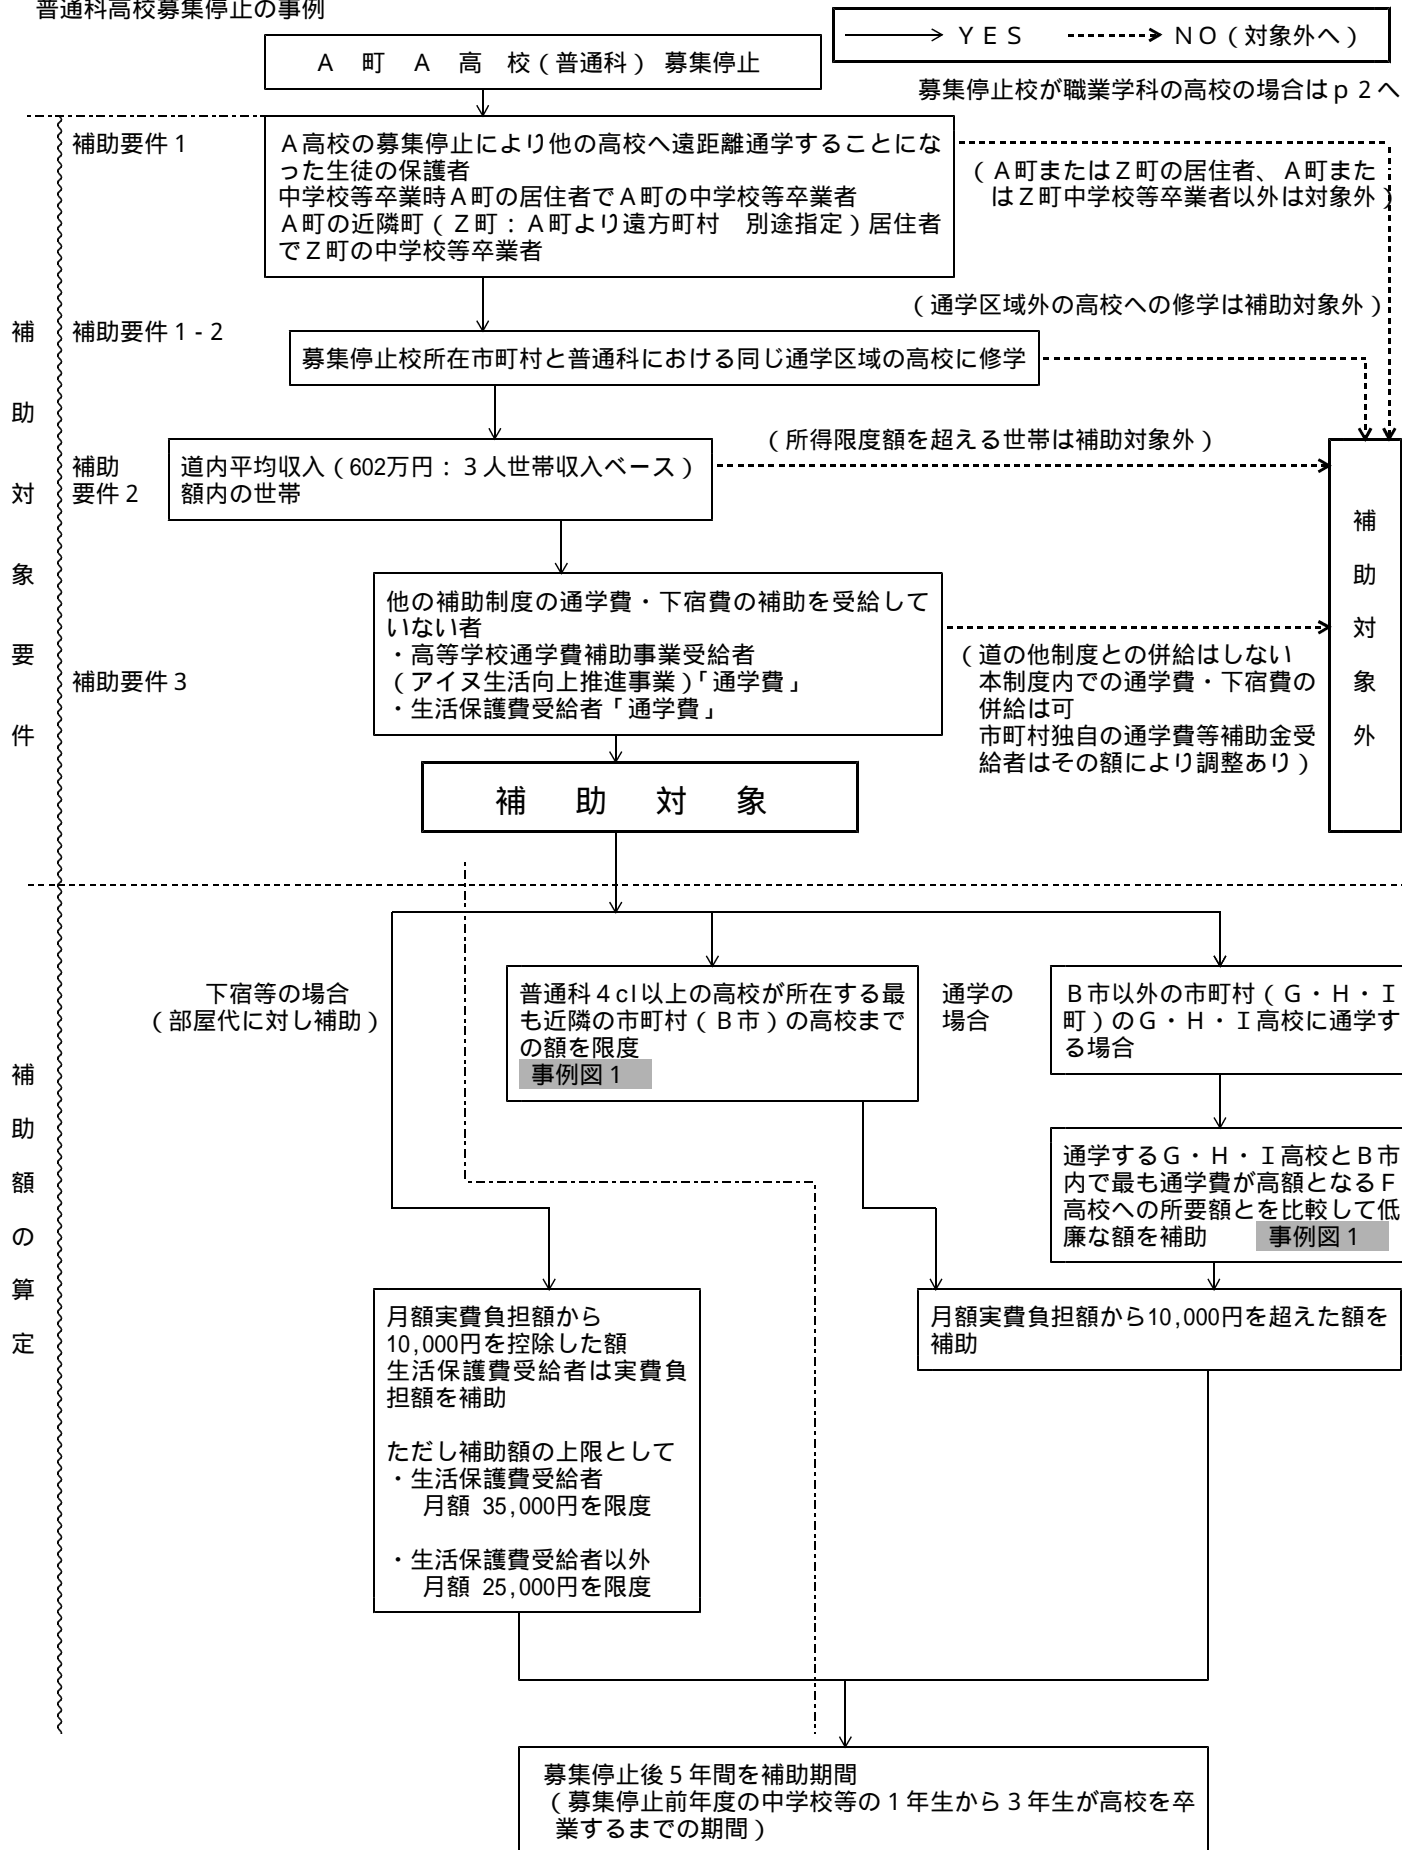 普通科高校募集停止の事例
YES　NO（対象外へ）
A　町　A　高　校（普通科）募集停止
募集停止校が職業学科の高校の場合はｐ２へ
補助要件１
A高校の募集停止により他の高校へ遠距離通学することにな
った生徒の保護者
中学校等卒業時A町の居住者でA町の中学校等卒業者
A町の近隣町（Z町：A町より遠方町村　別途指定）居住者
でZ町の中学校等卒業者
（A町またはZ町の居住者、A町また
はZ町中学校等卒業者以外は対象外）
（通学区域外の高校への修学は補助対象外）
補助要件１-２
募集停止校所在市町村と普通科における同じ通学区域の高校に修学
（所得限度額を超える世帯は補助対象外）
補助
要件２
道内平均収入（602万円：３人世帯収入ベース）
額内の世帯
補助対象要件
補助要件３
他の補助制度の通学費・下宿費の補助を受給して
いない者
・高等学校通学費補助事業受給者
（アイヌ生活向上推進事業）「通学費」
・生活保護費受給者「通学費」
（道の他制度との併給はしない
本制度内での通学費・下宿費の
併給は可
市町村独自の通学費等補助金受
給者はその額により調整あり）
補助対象外
補　助　対　象
補助額の算定
下宿等の場合
（部屋代に対し補助）
普通科４cl以上の高校が所在する最
も近隣の市町村（B市）の高校まで
の額を限度
事例図１
通学の
場合
B市以外の市町村（G・H・I
町）のG・H・I高校に通学す
る場合
通学するG・H・I高校とB市
内で最も通学費が高額となるF
高校への所要額とを比較して低
廉な額を補助　事例図１
月額実費負担額から
10,000円を控除した額
生活保護費受給者は実費負
担額を補助
ただし補助額の上限として
・生活保護費受給者
月額 35,000円を限度
・生活保護費受給者以外
月額 25,000円を限度
月額実費負担額から10,000円を超えた額を
補助
募集停止後５年間を補助期間
（募集停止前年度の中学校等の１年生から３年生が高校を卒
業するまでの期間）